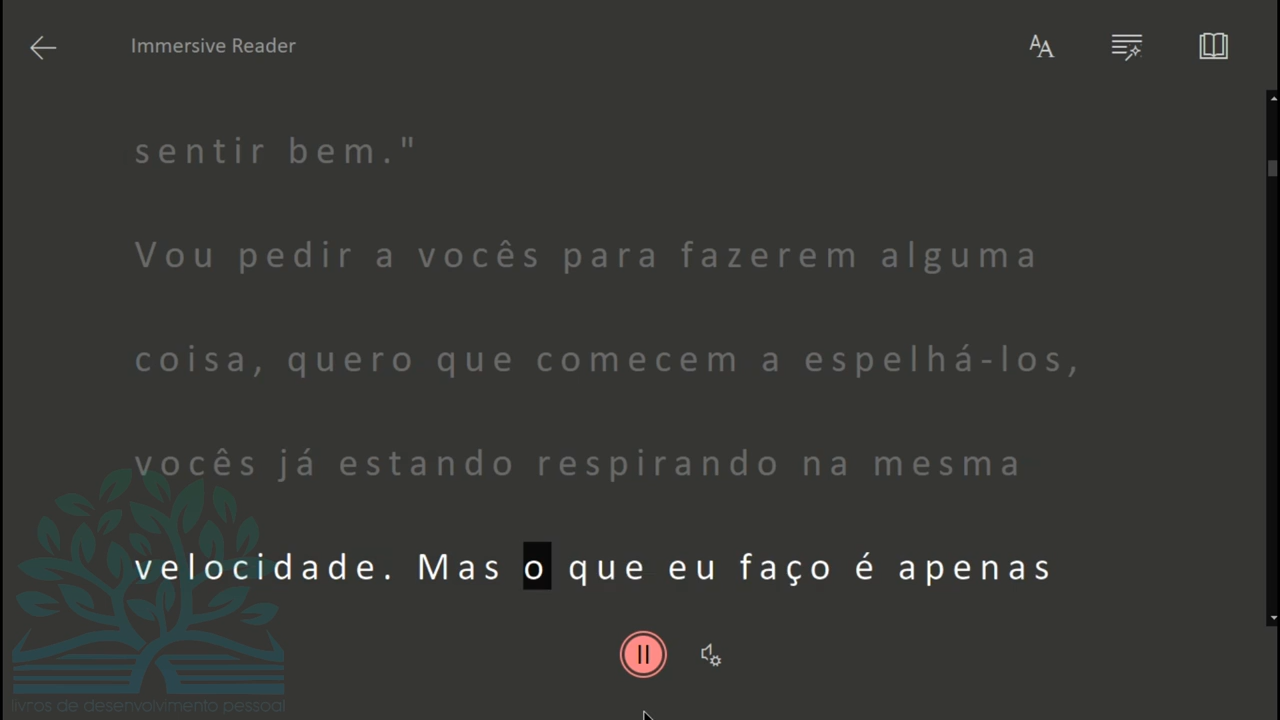 Immersive Reader
sentir bem."
Vou pedir a vocês para fazerem alguma
coisa, quero que comecem a espelhá-los,
vocês já estando respirando na mesma
velocidade. Mas o que eu faço é apenas
livros de desenvolvimento pessoal